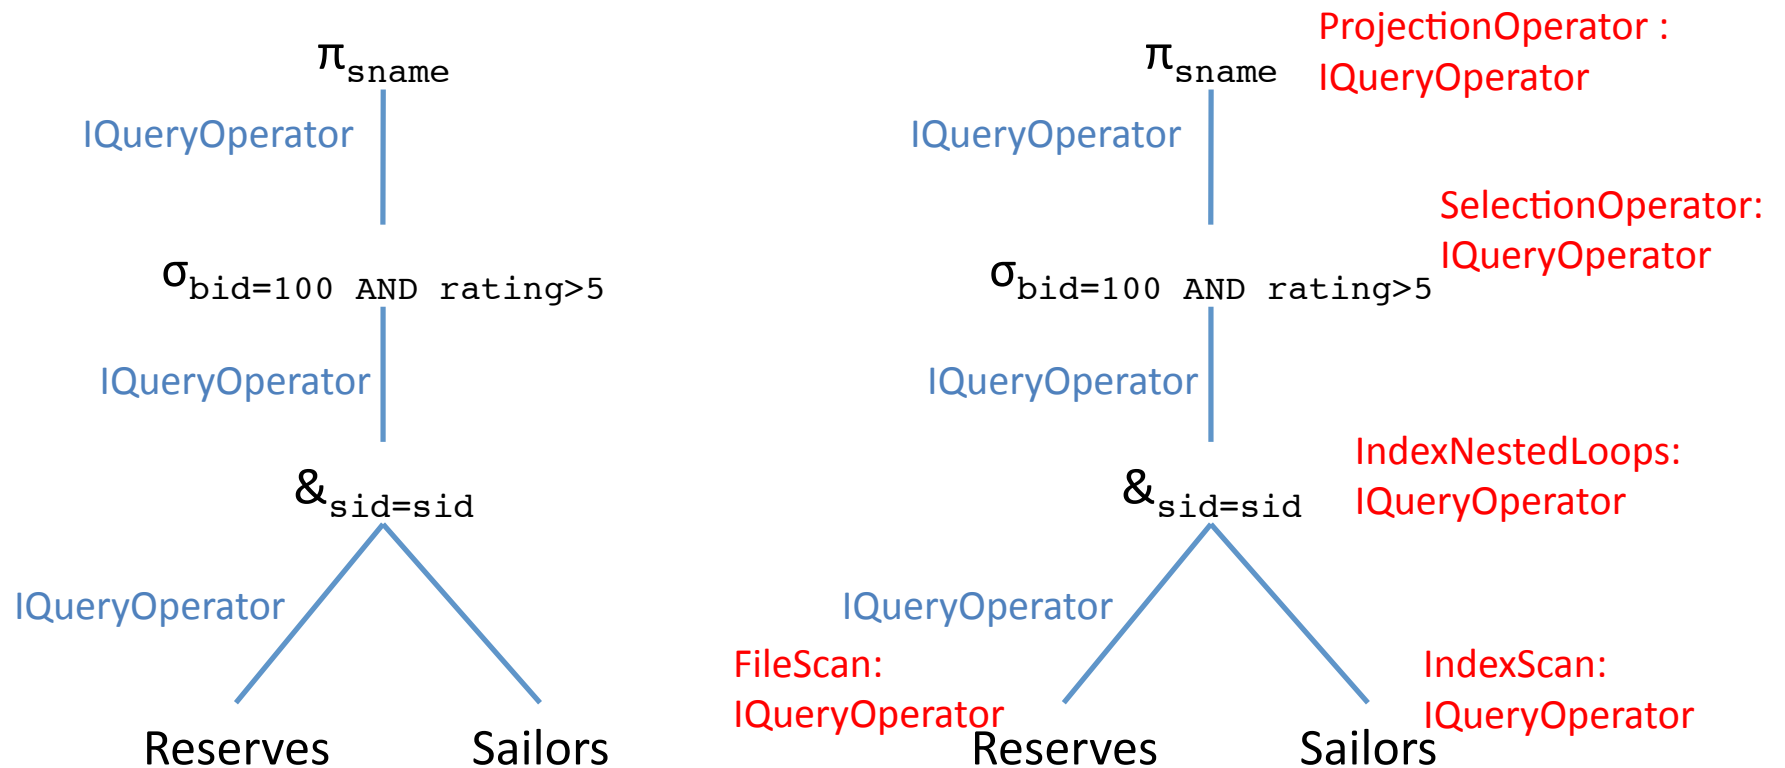 π sname
IQueryOperator
σ bid=100 AND rating>5
IQueryOperator
& sid=sid
IQueryOperator
Reserves
Sailors
π sname
ProjectionOperator :
IQueryOperator
IQueryOperator
SelectionOperator:
IQueryOperator
σ bid=100 AND rating>5
IQueryOperator
IndexNestedLoops:
IQueryOperator
& sid=sid
IQueryOperator
FileScan:
IQueryOperator
IndexScan:
IQueryOperator
Reserves
Sailors